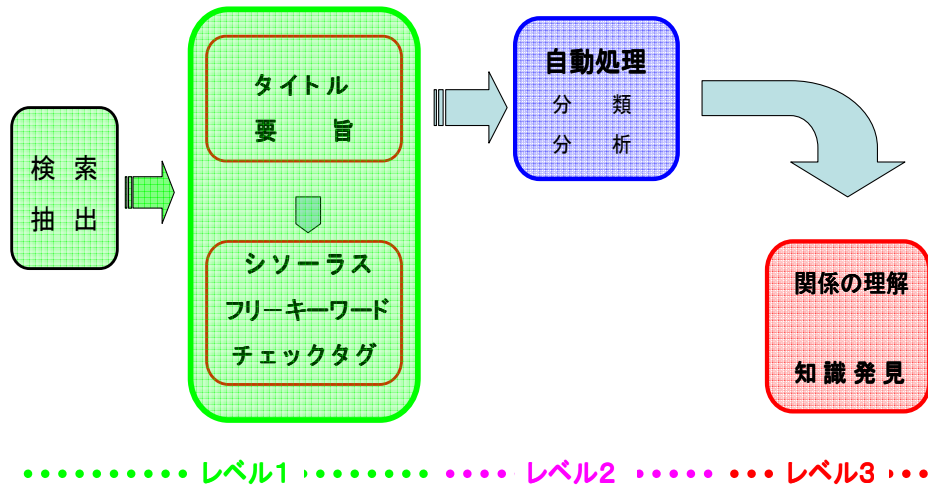 検 索
抽 出
タイトル
要 旨
シソーラス
フリーキーワード
チェックタグ
自動処理
分 類
分 析
関係の理解
知 識 発 見
レベル1
レベル2
レベル3